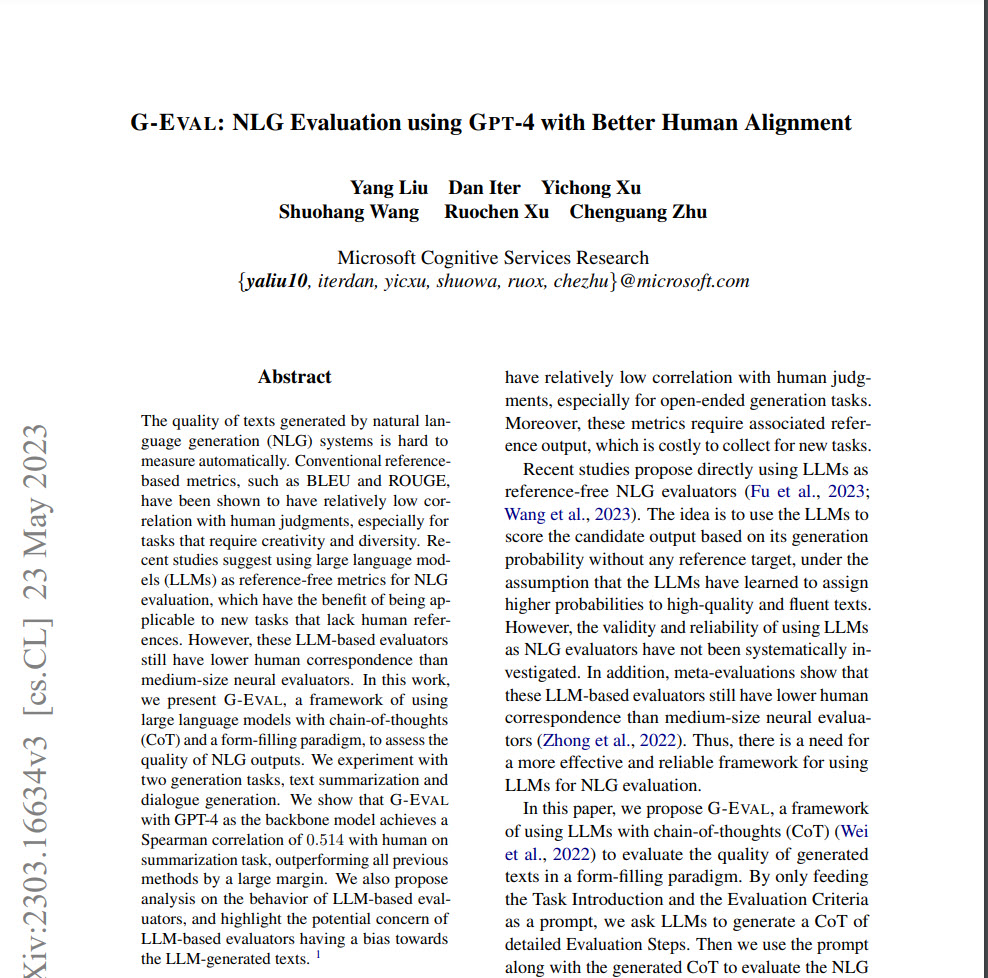 G-EVAL: NLG Evaluation using GPT-4 with Better Human Alignment
Yang Liu Dan Iter Yichong Xu
Shuohang Wang Ruochen Xu Chenguang Zhu
Microsoft Cognitive Services Research
{yaliu10, iterdan, yicxu, shuowa, ruox, chezhu}@microsoft.com
Xiv:2303.16634v3 [cs.CL] 23 May 2023
Abstract
The quality of texts generated by natural lan-
guage generation (NLG) systems is hard to
measure automatically. Conventional reference-
based metrics, such as BLEU and ROUGE,
have been shown to have relatively low cor-
relation with human judgments, especially for
tasks that require creativity and diversity. Re-
cent studies suggest using large language mod-
els (LLMs) as reference-free metrics for NLG
evaluation, which have the benefit of being ap-
plicable to new tasks that lack human refer-
ences. However, these LLM-based evaluators
still have lower human correspondence than
medium-size neural evaluators. In this work,
we present G-EVAL, a framework of using
large language models with chain-of-thoughts
(CoT) and a form-filling paradigm, to assess the
quality of NLG outputs. We experiment with
two generation tasks, text summarization and
dialogue generation. We show that G-EVAL
with GPT-4 as the backbone model achieves a
Spearman correlation of 0.514 with human on
summarization task, outperforming all previous
methods by a large margin. We also propose
analysis on the behavior of LLM-based eval-
uators, and highlight the potential concern of
LLM-based evaluators having a bias towards
the LLM-generated texts. 1
have relatively low correlation with human judg-
ments, especially for open-ended generation tasks.
Moreover, these metrics require associated refer-
ence output, which is costly to collect for new tasks.
Recent studies propose directly using LLMs as
reference-free NLG evaluators (Fu et al., 2023;
Wang et al., 2023). The idea is to use the LLMs to
score the candidate output based on its generation
probability without any reference target, under the
assumption that the LLMs have learned to assign
higher probabilities to high-quality and fluent texts.
However, the validity and reliability of using LLMs
as NLG evaluators have not been systematically in-
vestigated. In addition, meta-evaluations show that
these LLM-based evaluators still have lower human
correspondence than medium-size neural evalua-
tors (Zhong et al., 2022). Thus, there is a need for
a more effective and reliable framework for using
LLMs for NLG evaluation.
In this paper, we propose G-EVAL, a framework
of using LLMs with chain-of-thoughts (CoT) (Wei
et al., 2022) to evaluate the quality of generated
texts in a form-filling paradigm. By only feeding
the Task Introduction and the Evaluation Criteria
as a prompt, we ask LLMs to generate a CoT of
detailed Evaluation Steps. Then we use the prompt
along with the generated CoT to evaluate the NLG